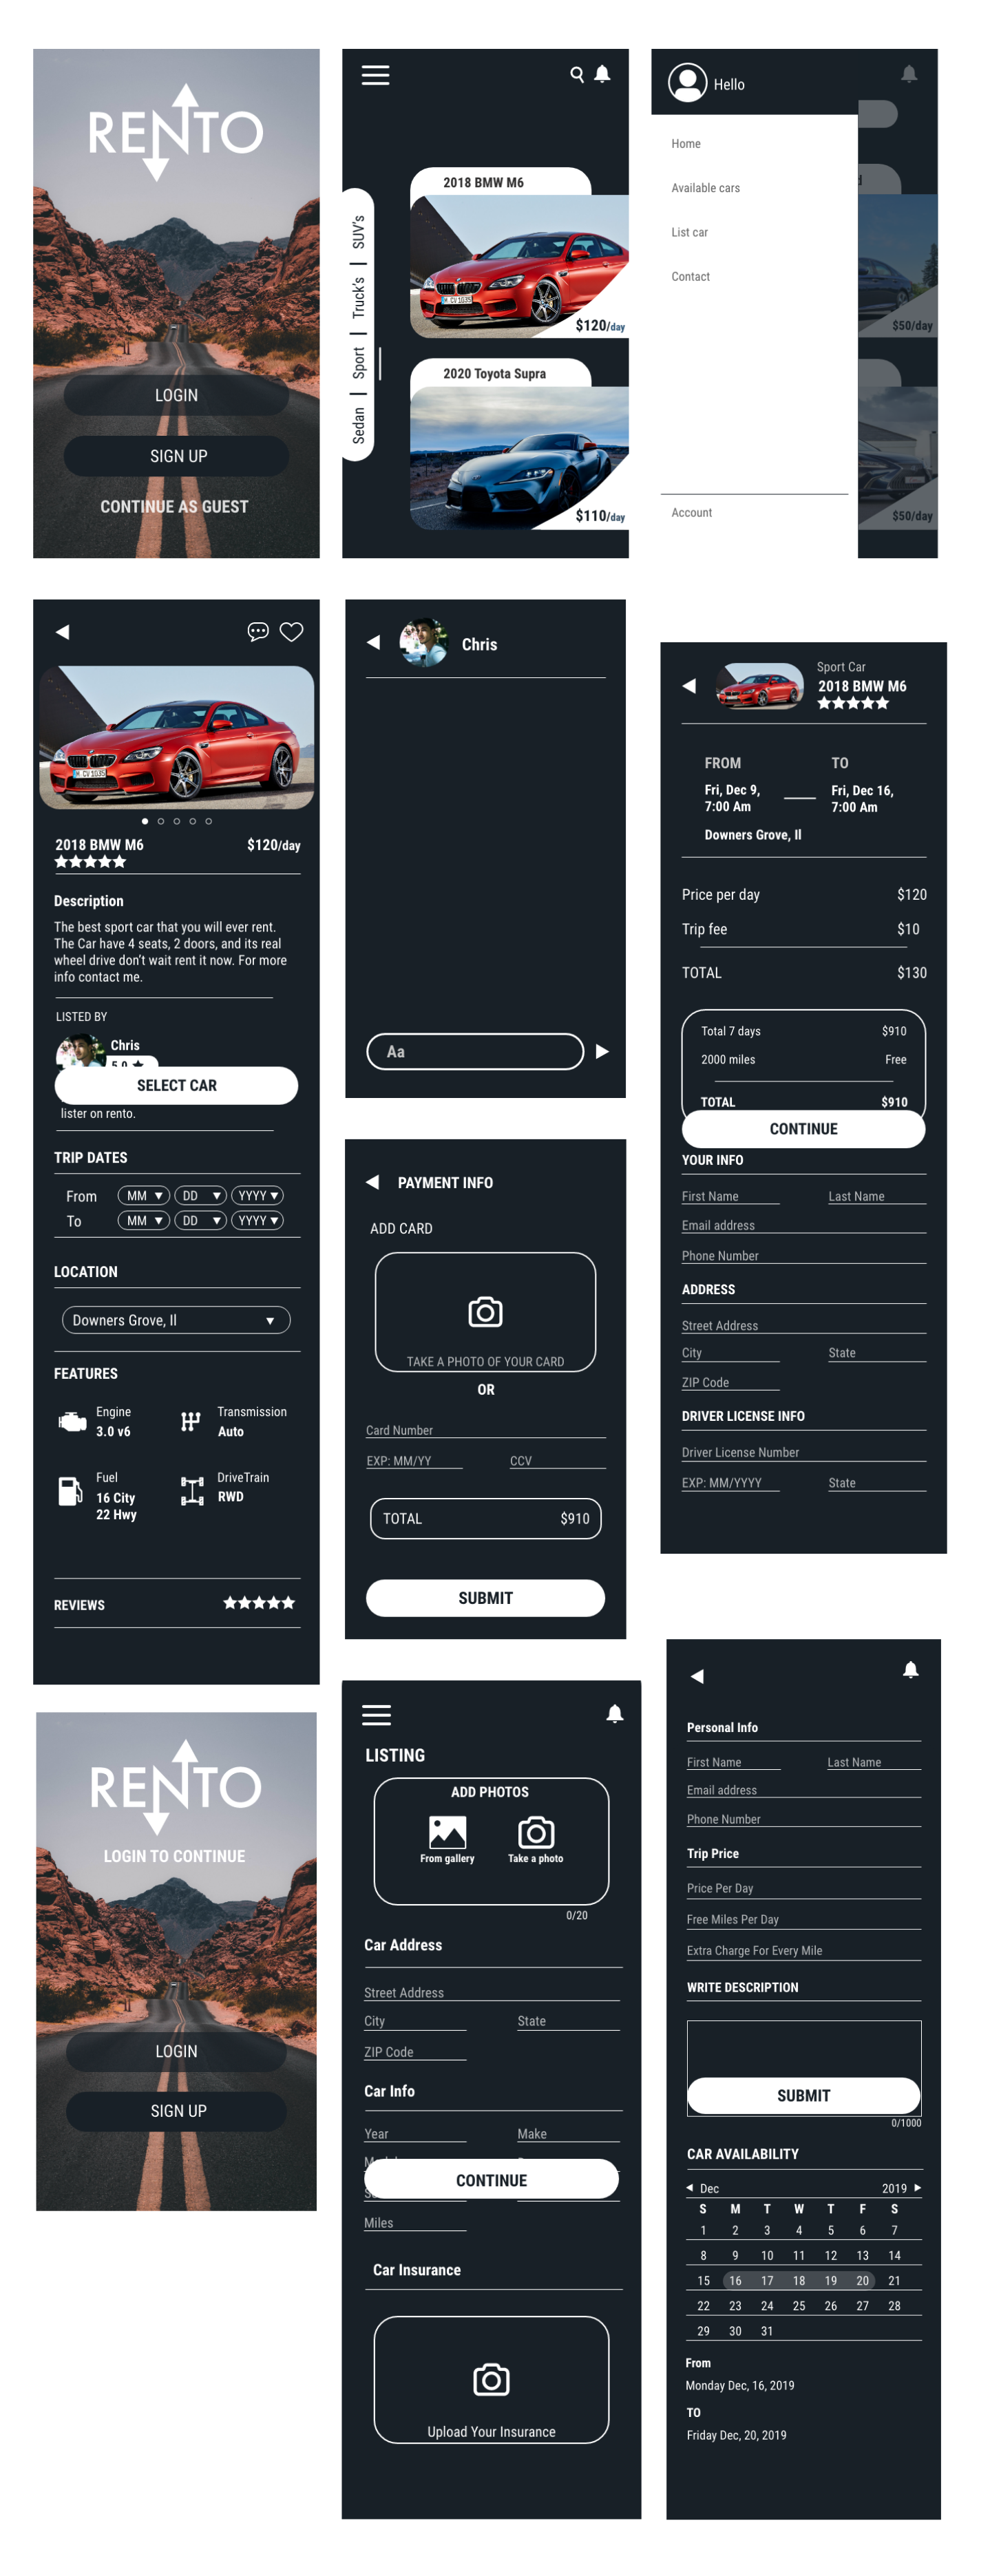 RENTO
LOGIN
SIGN UP
CONTINUE AS GUEST
SUV's | Truck's | Sport | Sedan
2018 BMW M6
M CV 1035
$120/day
2020 Toyota Supra
$110/day
Hello
Home
Available cars
List car
Contact
Account
d
$50/day
$50/day
M CV 1035
2018 BMW M6 $120/day
Description
The best sport car that you will ever rent.
The Car have 4 seats, 2 doors, and its real
wheel drive don't wait rent it now. For more
info contact me.
LISTED BY
Chris
5.0
SELECT CAR
lister on rento.
TRIP DATES
From MM DD YYYY
To MM DD YYYY
LOCATION
Downers Grove, Il
FEATURES
Engine
3.0 v6
Transmission
Auto
Fuel
16 City
22 Hwy
DriveTrain
RWD
REVIEWS
Chris
Aa
Sport Car
2018 BMW M6
FROM TO
Fri, Dec 9, Fri, Dec 16,
7:00 Am 7:00 Am
Downers Grove, Il
Price per day $120
Trip fee $10
TOTAL $130
Total 7 days $910
2000 miles Free
TOTAL $910
CONTINUE
YOUR INFO
First Name Last Name
Email address
Phone Number
ADDRESS
Street Address
City State
ZIP Code
DRIVER LICENSE INFO
Driver License Number
EXP: MM/YYYY State
PAYMENT INFO
ADD CARD
TAKE A PHOTO OF YOUR CARD
OR
Card Number
EXP: MM/YY CCV
TOTAL $910
SUBMIT
RENTO
LOGIN TO CONTINUE
LOGIN
SIGN UP
LISTING
ADD PHOTOS
From gallery Take a photo
0/20
Car Address
Street Address
City State
ZIP Code
Car Info
Year Make
CONTINUE
Miles
Car Insurance
Upload Your Insurance
Personal Info
First Name Last Name
Email address
Phone Number
Trip Price
Price Per Day
Free Miles Per Day
Extra Charge For Every Mile
WRITE DESCRIPTION
SUBMIT
0/1000
CAR AVAILABILITY
Dec 2019
S M T W T F S
1 2 3 4 5 6 7
8 9 10 11 12 13 14
15 16 17 18 19 20 21
22 23 24 25 26 27 28
29 30 31
From
Monday Dec, 16, 2019
TO
Friday Dec, 20, 2019